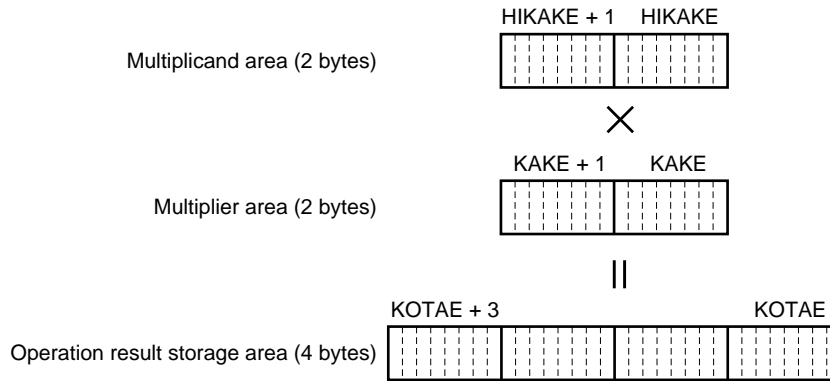 HIKAKE + 1 HIKAKE
Multiplicand area (2 bytes)
KAKE + 1 KAKE
Multiplier area (2 bytes)
KOTAE + 3 KOTAE
Operation result storage area (4 bytes)